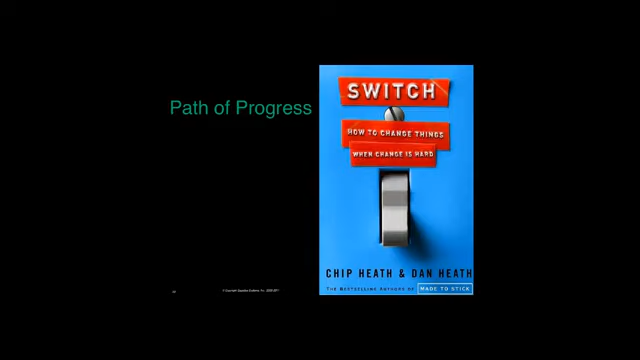 Path of Progress
SWITCH
HOW TO CHANGE THINGS
WHEN CHANGE IS HARD
CHIP HEATH & DAN HEATH
THE BESTSELLING AUTHORS OF MADE TO STICK